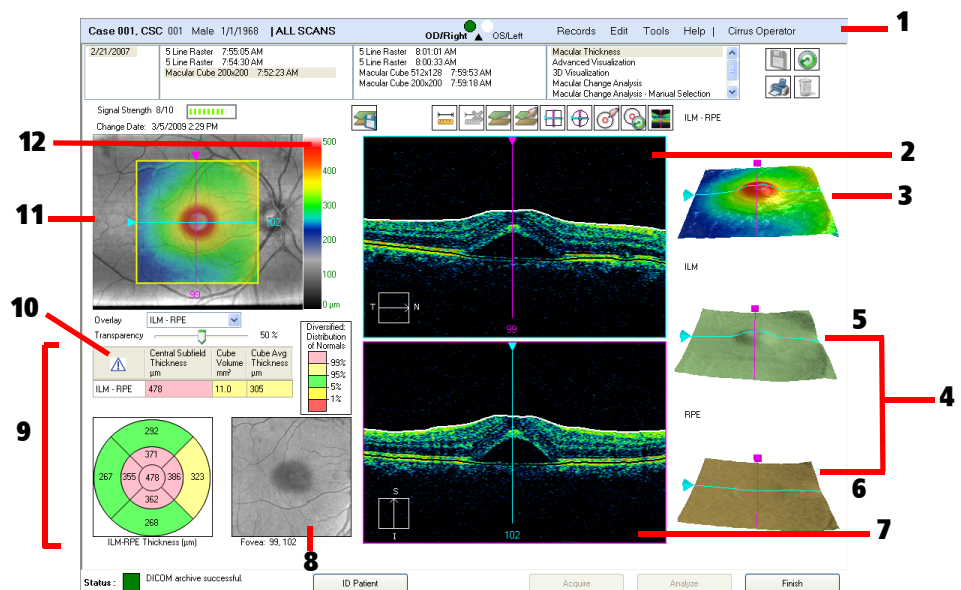 Case 001, CSC 001 Male 1/1/1968 | ALL SCANS
OD/Right OS/Left
Records Edit Tools Help | Cirrus Operator
1
2/21/2007
5 Line Raster 7:55:05 AM
5 Line Raster 7:54:30 AM
Macular Cube 200x200 7:52:23 AM
5 Line Raster 8:01:01 AM
5 Line Raster 8:00:33 AM
Macular Cube 512x128 7:59:53 AM
Macular Cube 200x200 7:59:18 AM
Macular Thickness
Advanced Visualization
3D Visualization
Macular Change Analysis
Macular Change Analysis - Manual Selection
Signal Strength 8/10
Change Date: 3/5/2009 2:29 PM
ILM - RPE
12
500
400
300
200
100
0 µm
2
3
11
102
99
T N
99
ILM
10
Overlay ILM - RPE
Transparency 50 %
Diversified:
Distribution
of Normals
99%
95%
5%
1%
Central Subfield
Thickness
µm
Cube
Volume
mm³
Cube Avg
Thickness
µm
ILM - RPE 478 11.0 305
5
4
RPE
9
292
371
267 355 478 386 323
362
268
ILM-RPE Thickness (µm)
Fovea: 99, 102
8
S
I
102
6
7
Status : DICOM archive successful.
ID Patient
Acquire
Analyze
Finish